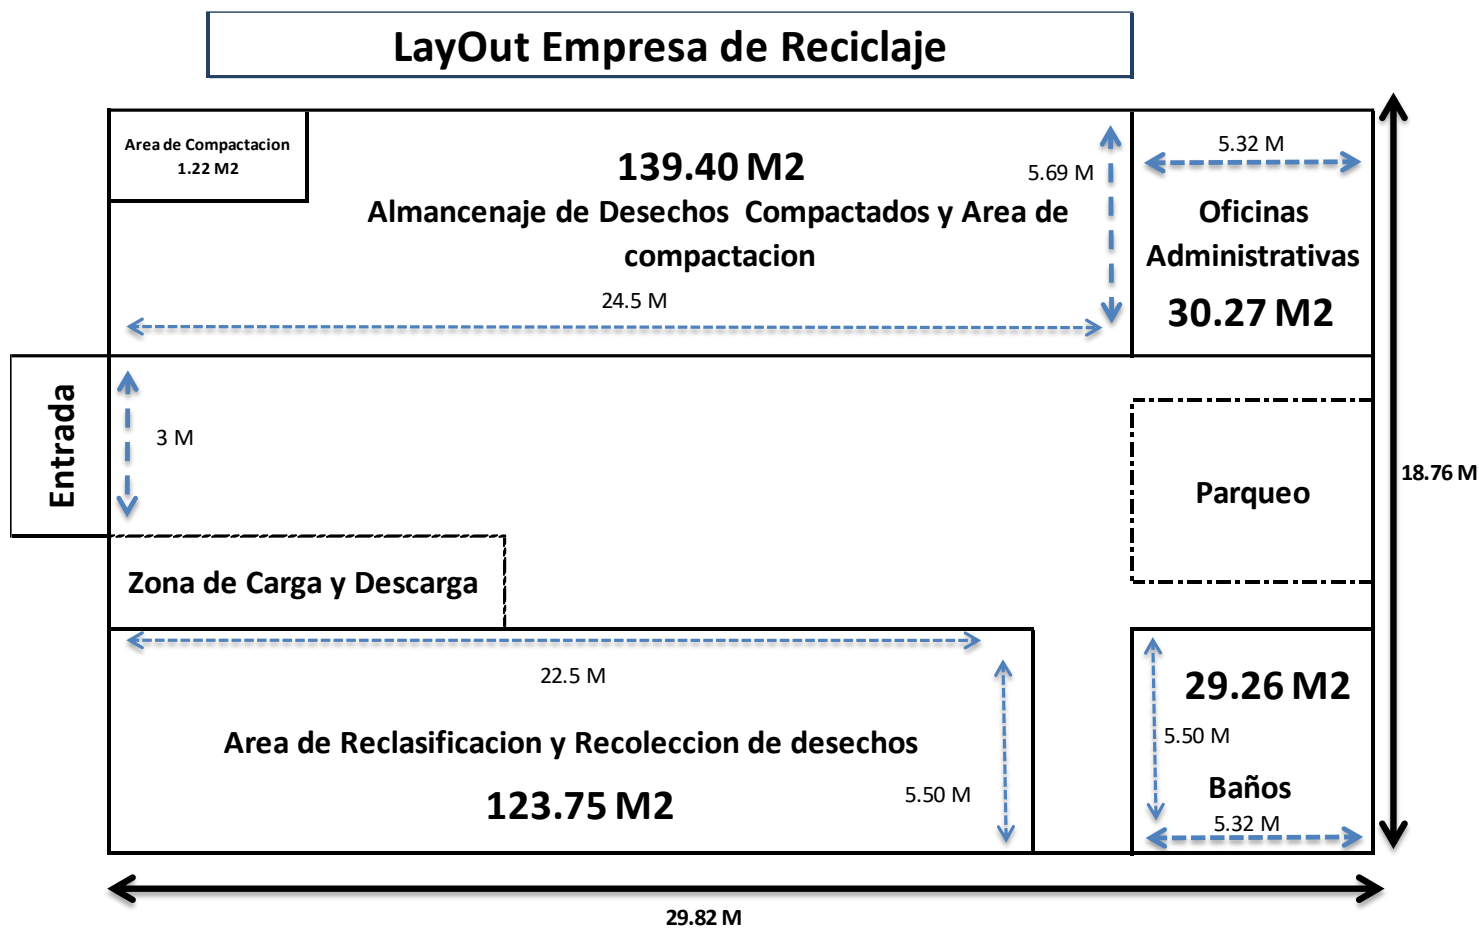 LayOut Empresa de Reciclaje
Area de Compactacion
1.22 M2
139.40 M2
Almancenaje de Desechos Compactados y Area de
compactacion
5.69 M
24.5 M
5.32 M
Oficinas
Administrativas
30.27 M2
Entrada
3 M
Parqueo
18.76 M
Zona de Carga y Descarga
22.5 M
Area de Reclasificacion y Recoleccion de desechos
123.75 M2
5.50 M
29.26 M2
5.50 M
Baños
5.32 M
29.82 M